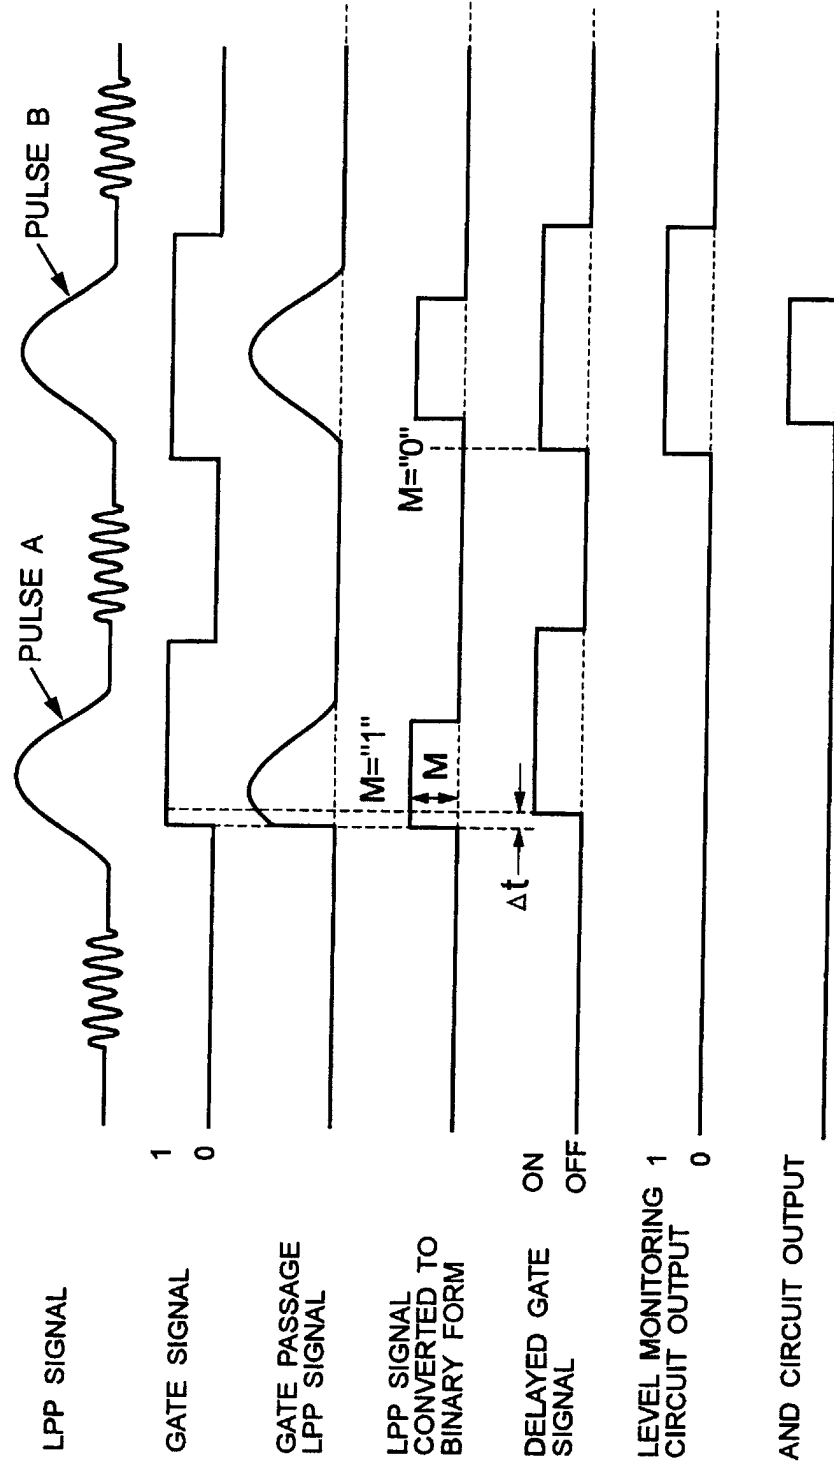 PULSE A
PULSE B
LPP SIGNAL
1
0
GATE SIGNAL
GATE PASSAGE
LPP SIGNAL
M="1"
M="0"
M
LPP SIGNAL
CONVERTED TO
BINARY FORM
Δt
ON
OFF
DELAYED GATE
SIGNAL
LEVEL MONITORING 1
CIRCUIT OUTPUT 0
AND CIRCUIT OUTPUT